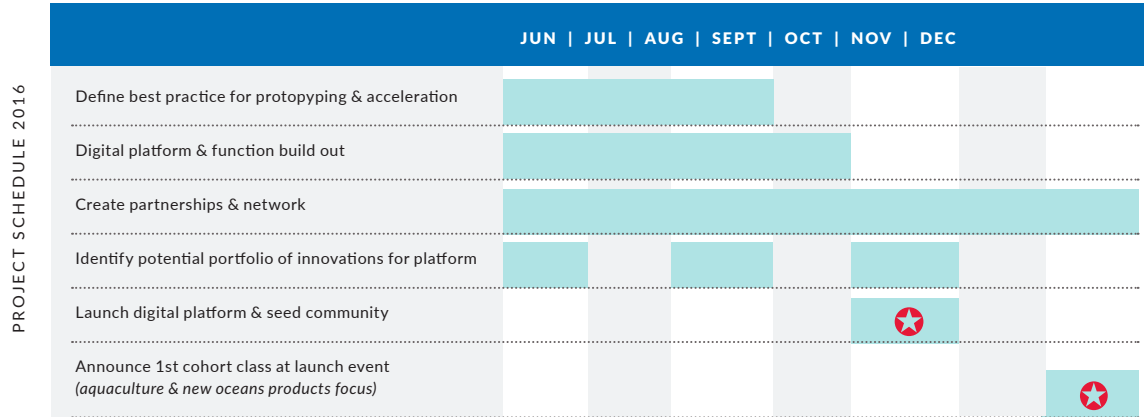 JUN | JUL | AUG | SEPT | OCT | NOV | DEC
PROJECT SCHEDULE 2016
Define best practice for protopyping & acceleration
Digital platform & function build out
Create partnerships & network
Identify potential portfolio of innovations for platform
Launch digital platform & seed community
Announce 1st cohort class at launch event
(aquaculture & new oceans products focus)